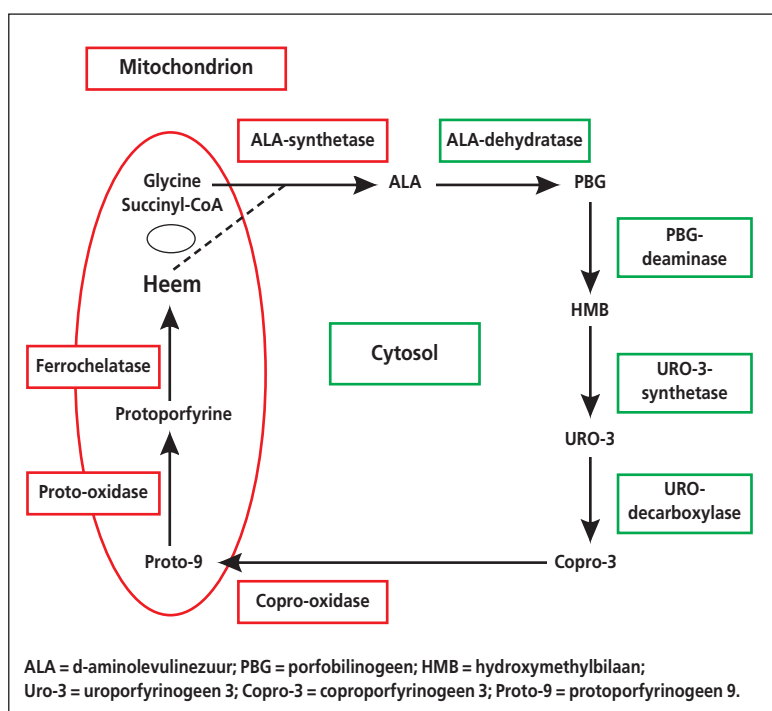 Mitochondrion
ALA-synthetase
ALA-dehydratase
Glycine
Succinyl-CoA
ALA
PBG
PBG-
deaminase
Heem
HMB
Ferrochelatase
Cytosol
URO-3-
synthetase
Protoporfyrine
URO-3
Proto-oxidase
URO-
decarboxylase
Proto-9
Copro-3
Copro-oxidase
ALA = d-aminolevulinezuur; PBG = porfobilinogeen; HMB = hydroxymethylbilaan;
Uro-3 = uroporfyrinogeen 3; Copro-3 = coproporfyrinogeen 3; Proto-9 = protoporfyrinogeen 9.